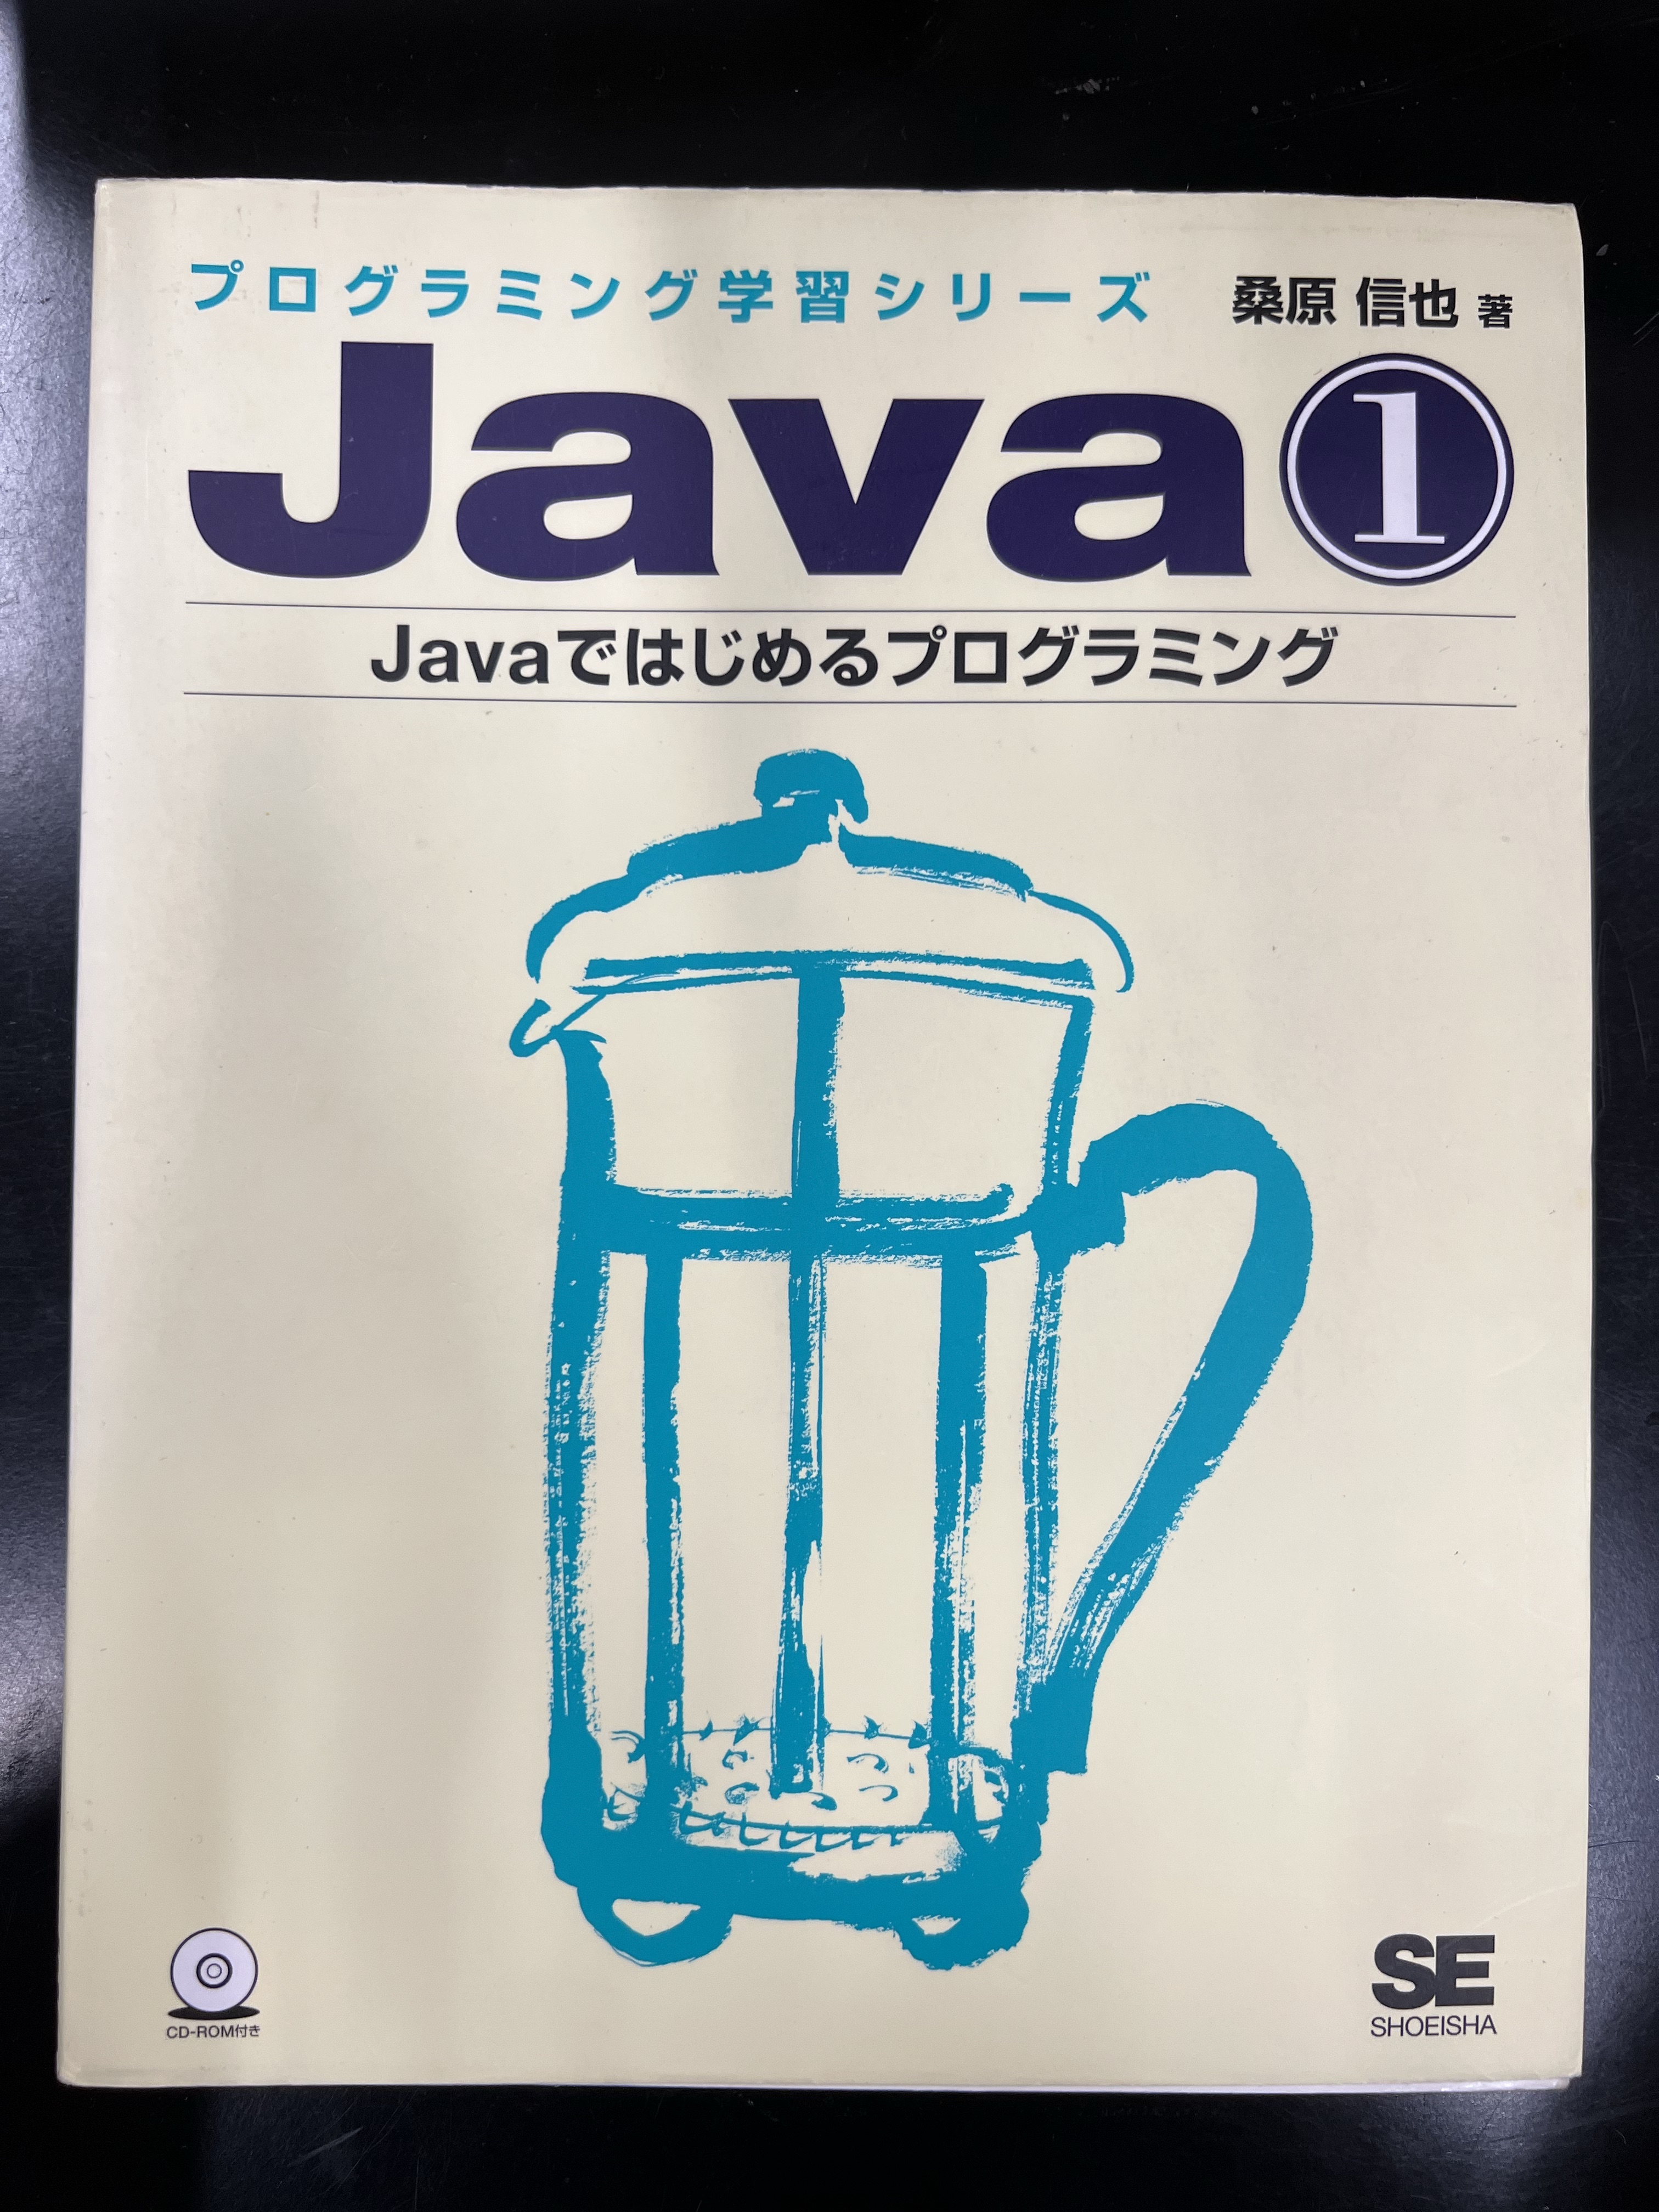 プログラミング学習シリーズ 桑原 信也 著
Java 1
Javaではじめるプログラミング
CD-ROM付き
SE
SHOEISHA